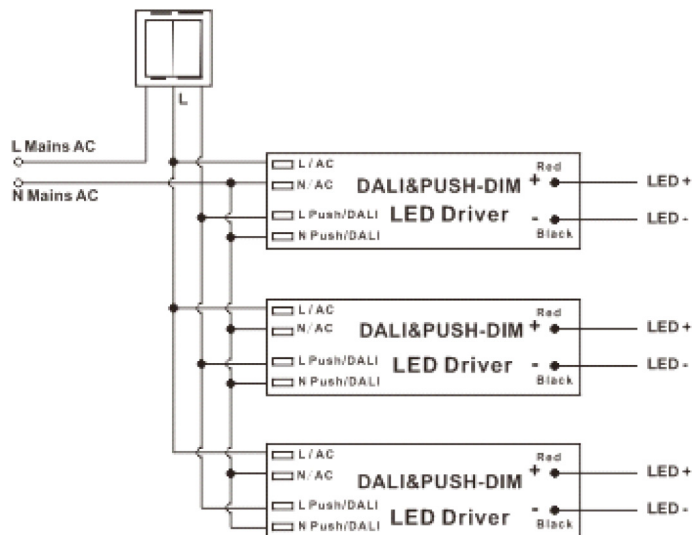 L
L Mains AC
N Mains AC
L/AC
N/AC
L Push/DALI
N Push/DALI
DALI&PUSH-DIM
LED Driver
Red
+
-
Black
LED +
LED -
L/AC
N/AC
L Push/DALI
N Push/DALI
DALI&PUSH-DIM
LED Driver
Red
+
-
Black
LED +
LED -
L/AC
N/AC
L Push/DALI
N Push/DALI
DALI&PUSH-DIM
LED Driver
Red
+
-
Black
LED +
LED -